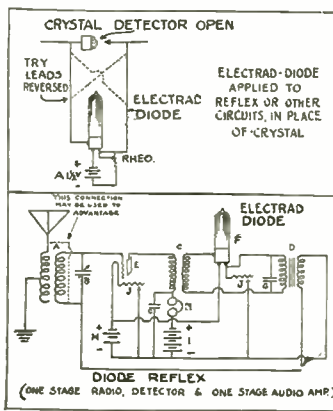 CRYSTAL DETECTOR OPEN
TRY
LEADS
REVERSED
ELECTRAD
DIODE
RHEO.
A 1½V
+
-
ELECTRAD-DIODE
APPLIED TO
REFLEX OR OTHER
CIRCUITS, IN PLACE
OF CRYSTAL
THIS CONNECTION
MAY BE USED TO
ADVANTAGE
ELECTRAD
DIODE
A
B
E
J
C
F
J
D
H
+
-
+
-
I
DIODE REFLEX
(ONE STAGE RADIO, DETECTOR & ONE STAGE AUDIO AMP.)